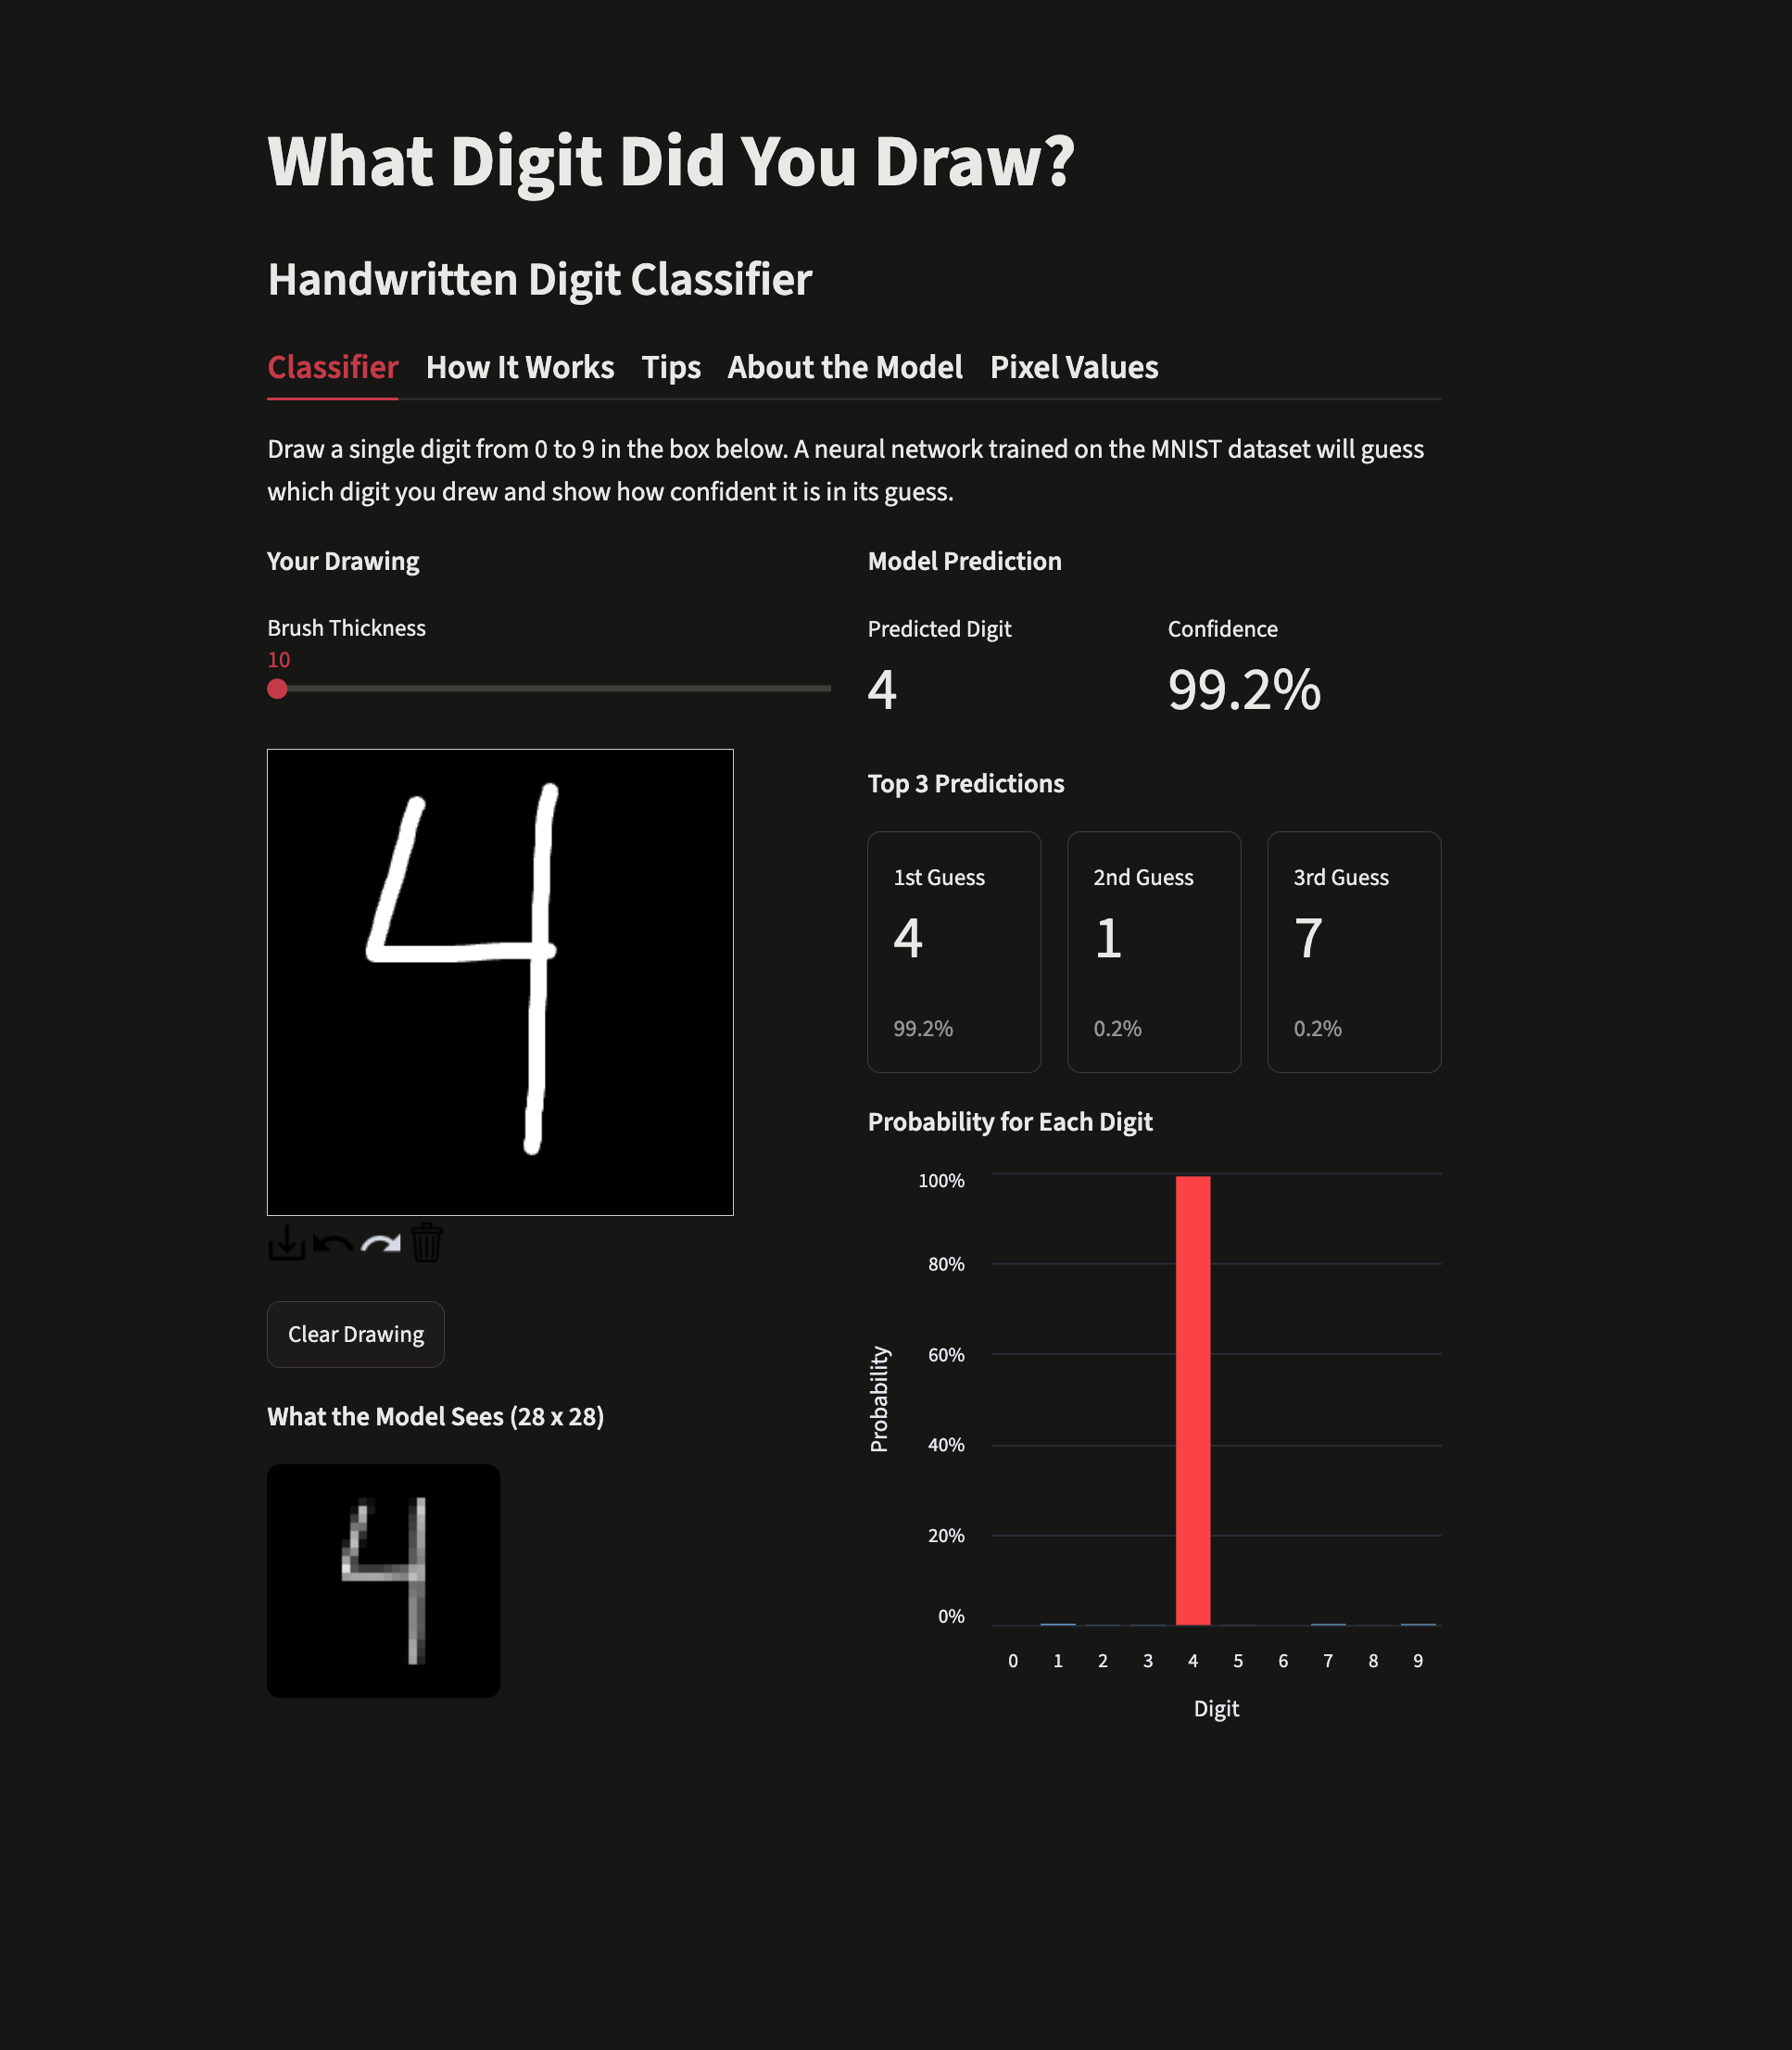 What Digit Did You Draw?
Handwritten Digit Classifier
Classifier How It Works Tips About the Model Pixel Values
Draw a single digit from 0 to 9 in the box below. A neural network trained on the MNIST dataset will guess
which digit you drew and show how confident it is in its guess.
Your Drawing
Brush Thickness
10
4
Clear Drawing
What the Model Sees (28 x 28)
4
Model Prediction
Predicted Digit Confidence
4 99.2%
Top 3 Predictions
1st Guess 2nd Guess 3rd Guess
4 1 7
99.2% 0.2% 0.2%
Probability for Each Digit
100%
80%
60%
40%
20%
0%
Probability
0 1 2 3 4 5 6 7 8 9
Digit